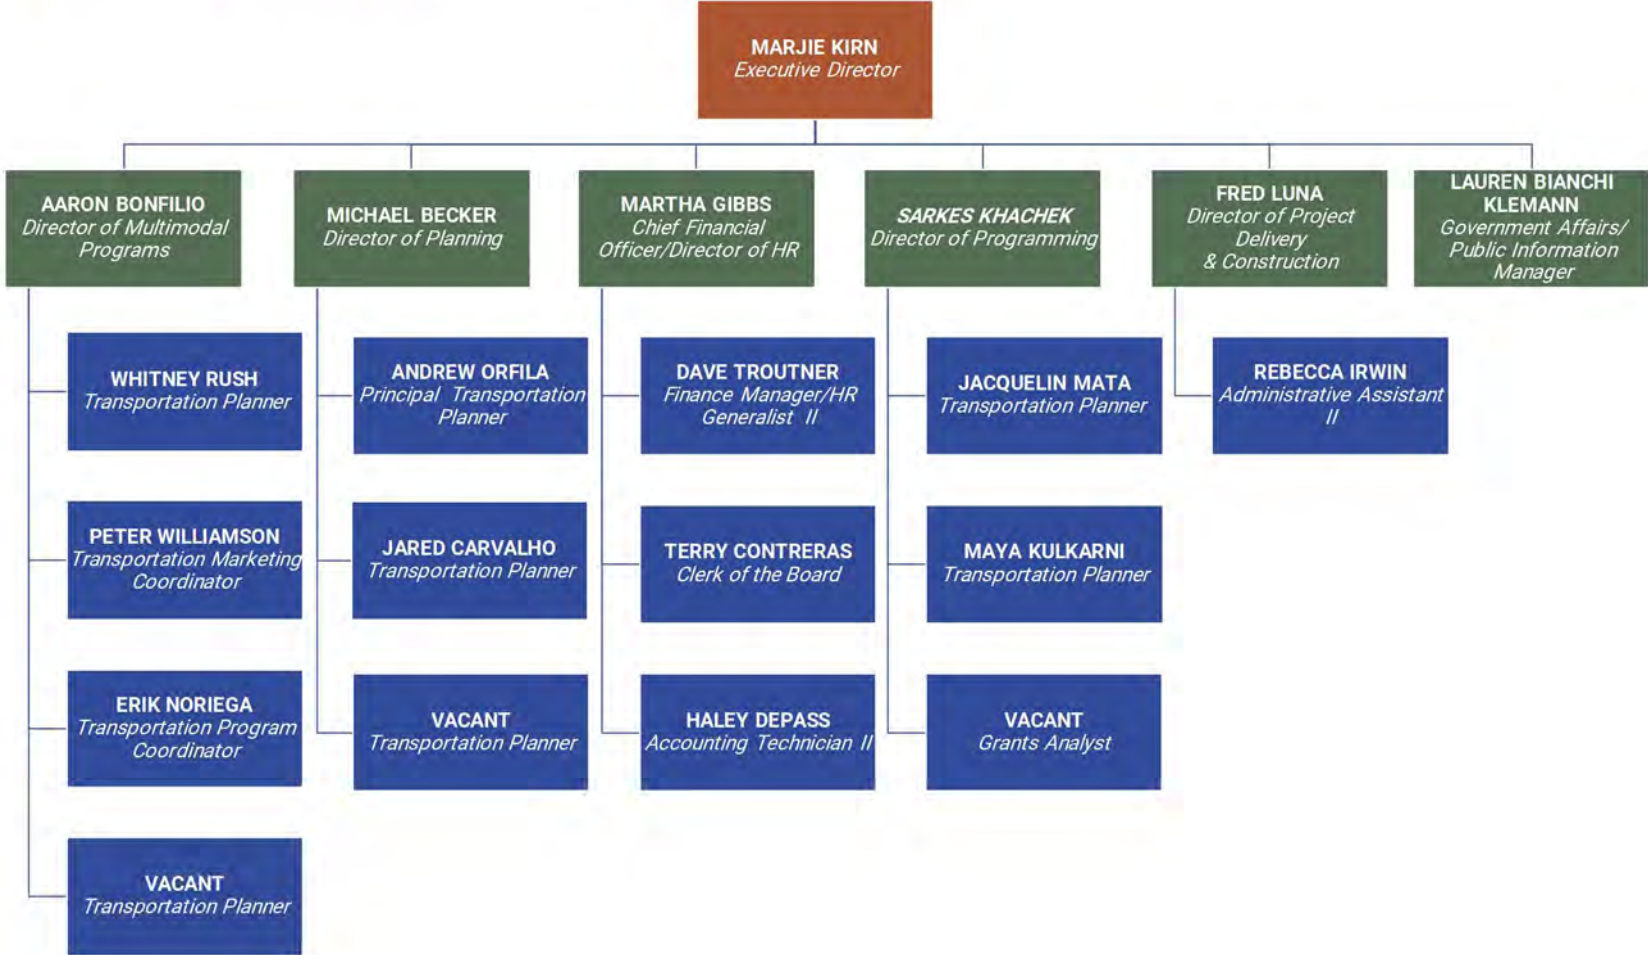 MARJIE KIRN
Executive Director
AARON BONFILIO
Director of Multimodal
Programs
MICHAEL BECKER
Director of Planning
MARTHA GIBBS
Chief Financial
Officer/Director of HR
SARKES KHACHEK
Director of Programming
FRED LUNA
Director of Project
Delivery
& Construction
LAUREN BIANCHI
KLEMANN
Government Affairs/
Public Information
Manager
WHITNEY RUSH
Transportation Planner
PETER WILLIAMSON
Transportation Marketing
Coordinator
ERIK NORIEGA
Transportation Program
Coordinator
VACANT
Transportation Planner
ANDREW ORFILA
Principal Transportation
Planner
JARED CARVALHO
Transportation Planner
VACANT
Transportation Planner
DAVE TROUTNER
Finance Manager/HR
Generalist II
TERRY CONTRERAS
Clerk of the Board
HALEY DEPASS
Accounting Technician II
JACQUELIN MATA
Transportation Planner
MAYA KULKARNI
Transportation Planner
VACANT
Grants Analyst
REBECCA IRWIN
Administrative Assistant
II